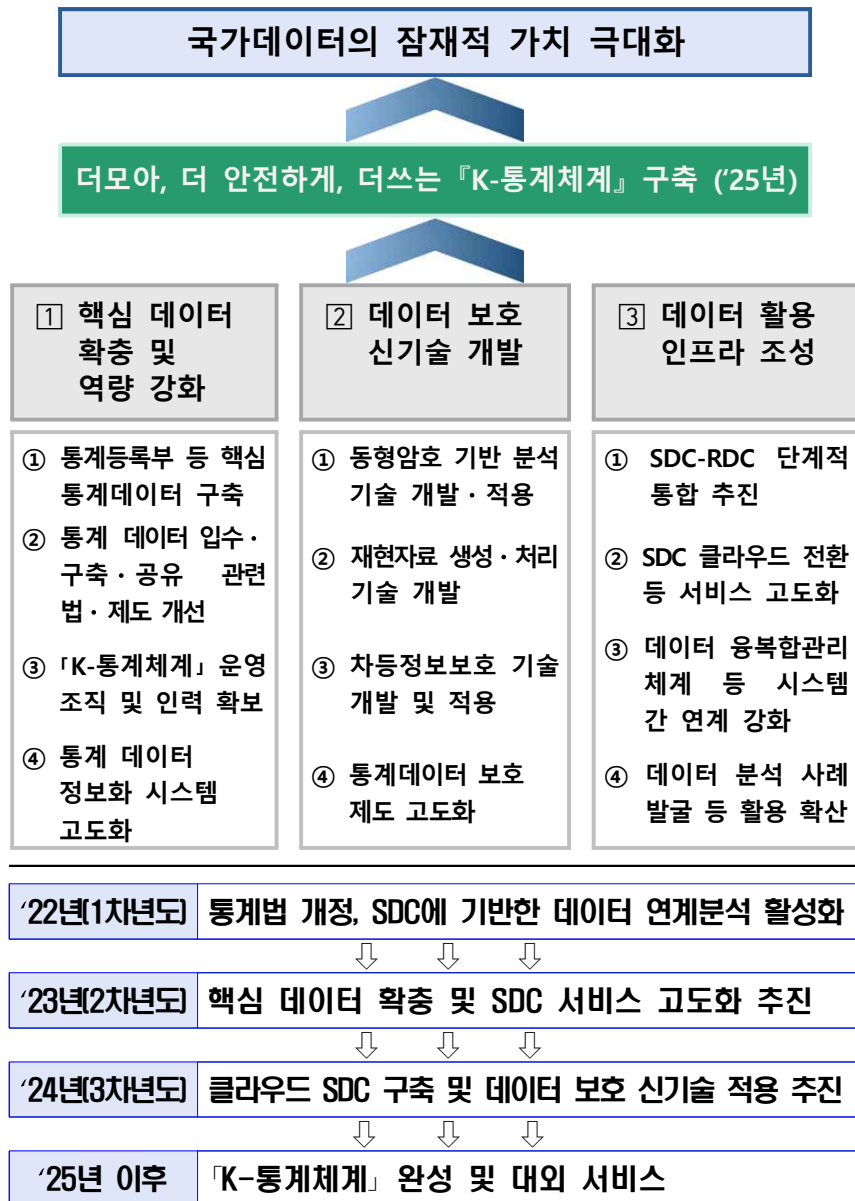 국가데이터의 잠재적 가치 극대화
더모아, 더 안전하게, 더쓰는『K-통계체계』구축 (‘25년)
1 핵심 데이터
확충 및
역량 강화
① 통계등록부 등 핵심
통계데이터 구축
② 통계 데이터 입수·
구축·공유 관련
법·제도 개선
③ 「K-통계체계」 운영
조직 및 인력 확보
④ 통계 데이터
정보화 시스템
고도화
2 데이터 보호
신기술 개발
① 동형암호 기반 분석
기술 개발·적용
② 재현자료 생성·처리
기술 개발
③ 차등정보보호 기술
개발 및 적용
④ 통계데이터 보호
제도 고도화
3 데이터 활용
인프라 조성
① SDC-RDC 단계적
통합 추진
② SDC 클라우드 전환
등 서비스 고도화
③ 데이터 융복합관리
체계 등 시스템
간 연계 강화
④ 데이터 분석 사례
발굴 등 활용 확산
‘22년(1차년도) 통계법 개정, SDC에 기반한 데이터 연계분석 활성화
‘23년(2차년도) 핵심 데이터 확충 및 SDC 서비스 고도화 추진
‘24년(3차년도) 클라우드 SDC 구축 및 데이터 보호 신기술 적용 추진
‘25년 이후 「K-통계체계」 완성 및 대외 서비스